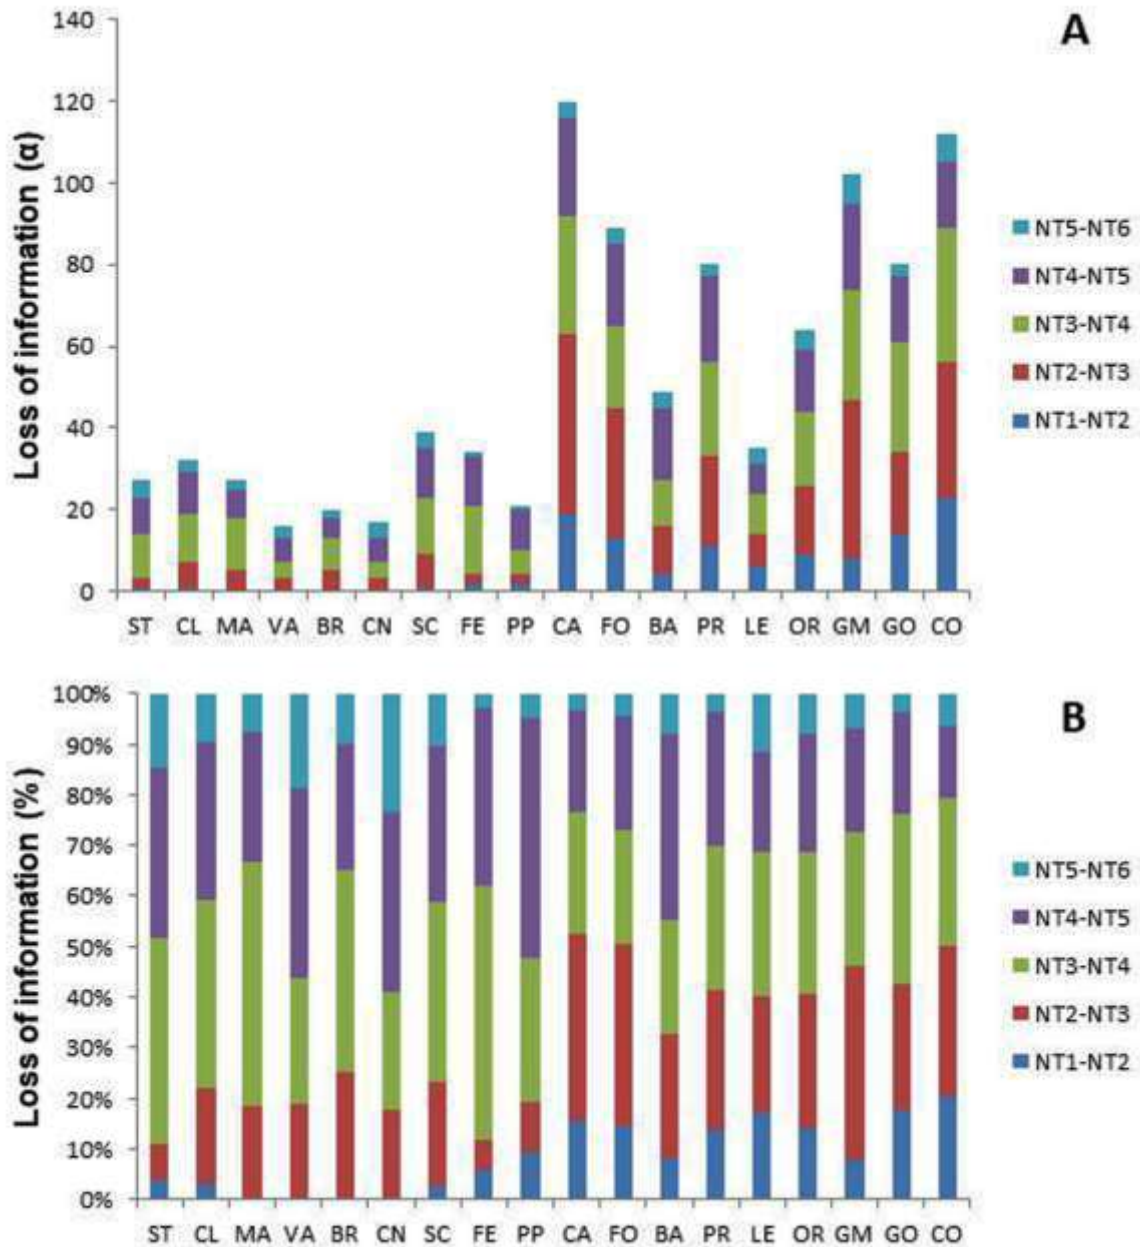 A
Loss of information (α)
140
120
100
80
60
40
20
0
ST CL MA VA BR CN SC FE PP CA FO BA PR LE OR GM GO CO
NT5-NT6
NT4-NT5
NT3-NT4
NT2-NT3
NT1-NT2
B
Loss of information (%)
100%
90%
80%
70%
60%
50%
40%
30%
20%
10%
0%
ST CL MA VA BR CN SC FE PP CA FO BA PR LE OR GM GO CO
NT5-NT6
NT4-NT5
NT3-NT4
NT2-NT3
NT1-NT2